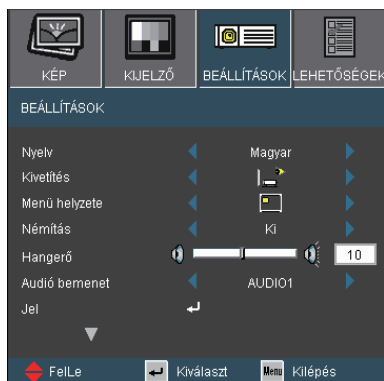 KÉP KIJELZŐ BEÁLLÍTÁSOK LEHETŐSÉGEK
BEÁLLÍTÁSOK
Nyelv Magyar
Kivetítés
Menü helyzete
Némítás Ki
Hangerő 10
Audió bemenet AUDIO1
Jel
FelLe Kiválaszt Menu Kilépés